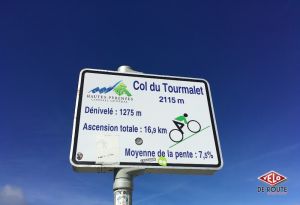 Col du Tourmalet
2115 m
HAUTES-PYRÉNÉES
Dénivelé : 1275 m
Ascension totale : 16,9 km
Moyenne de la pente : 7,5%
VELO
DE ROUTE